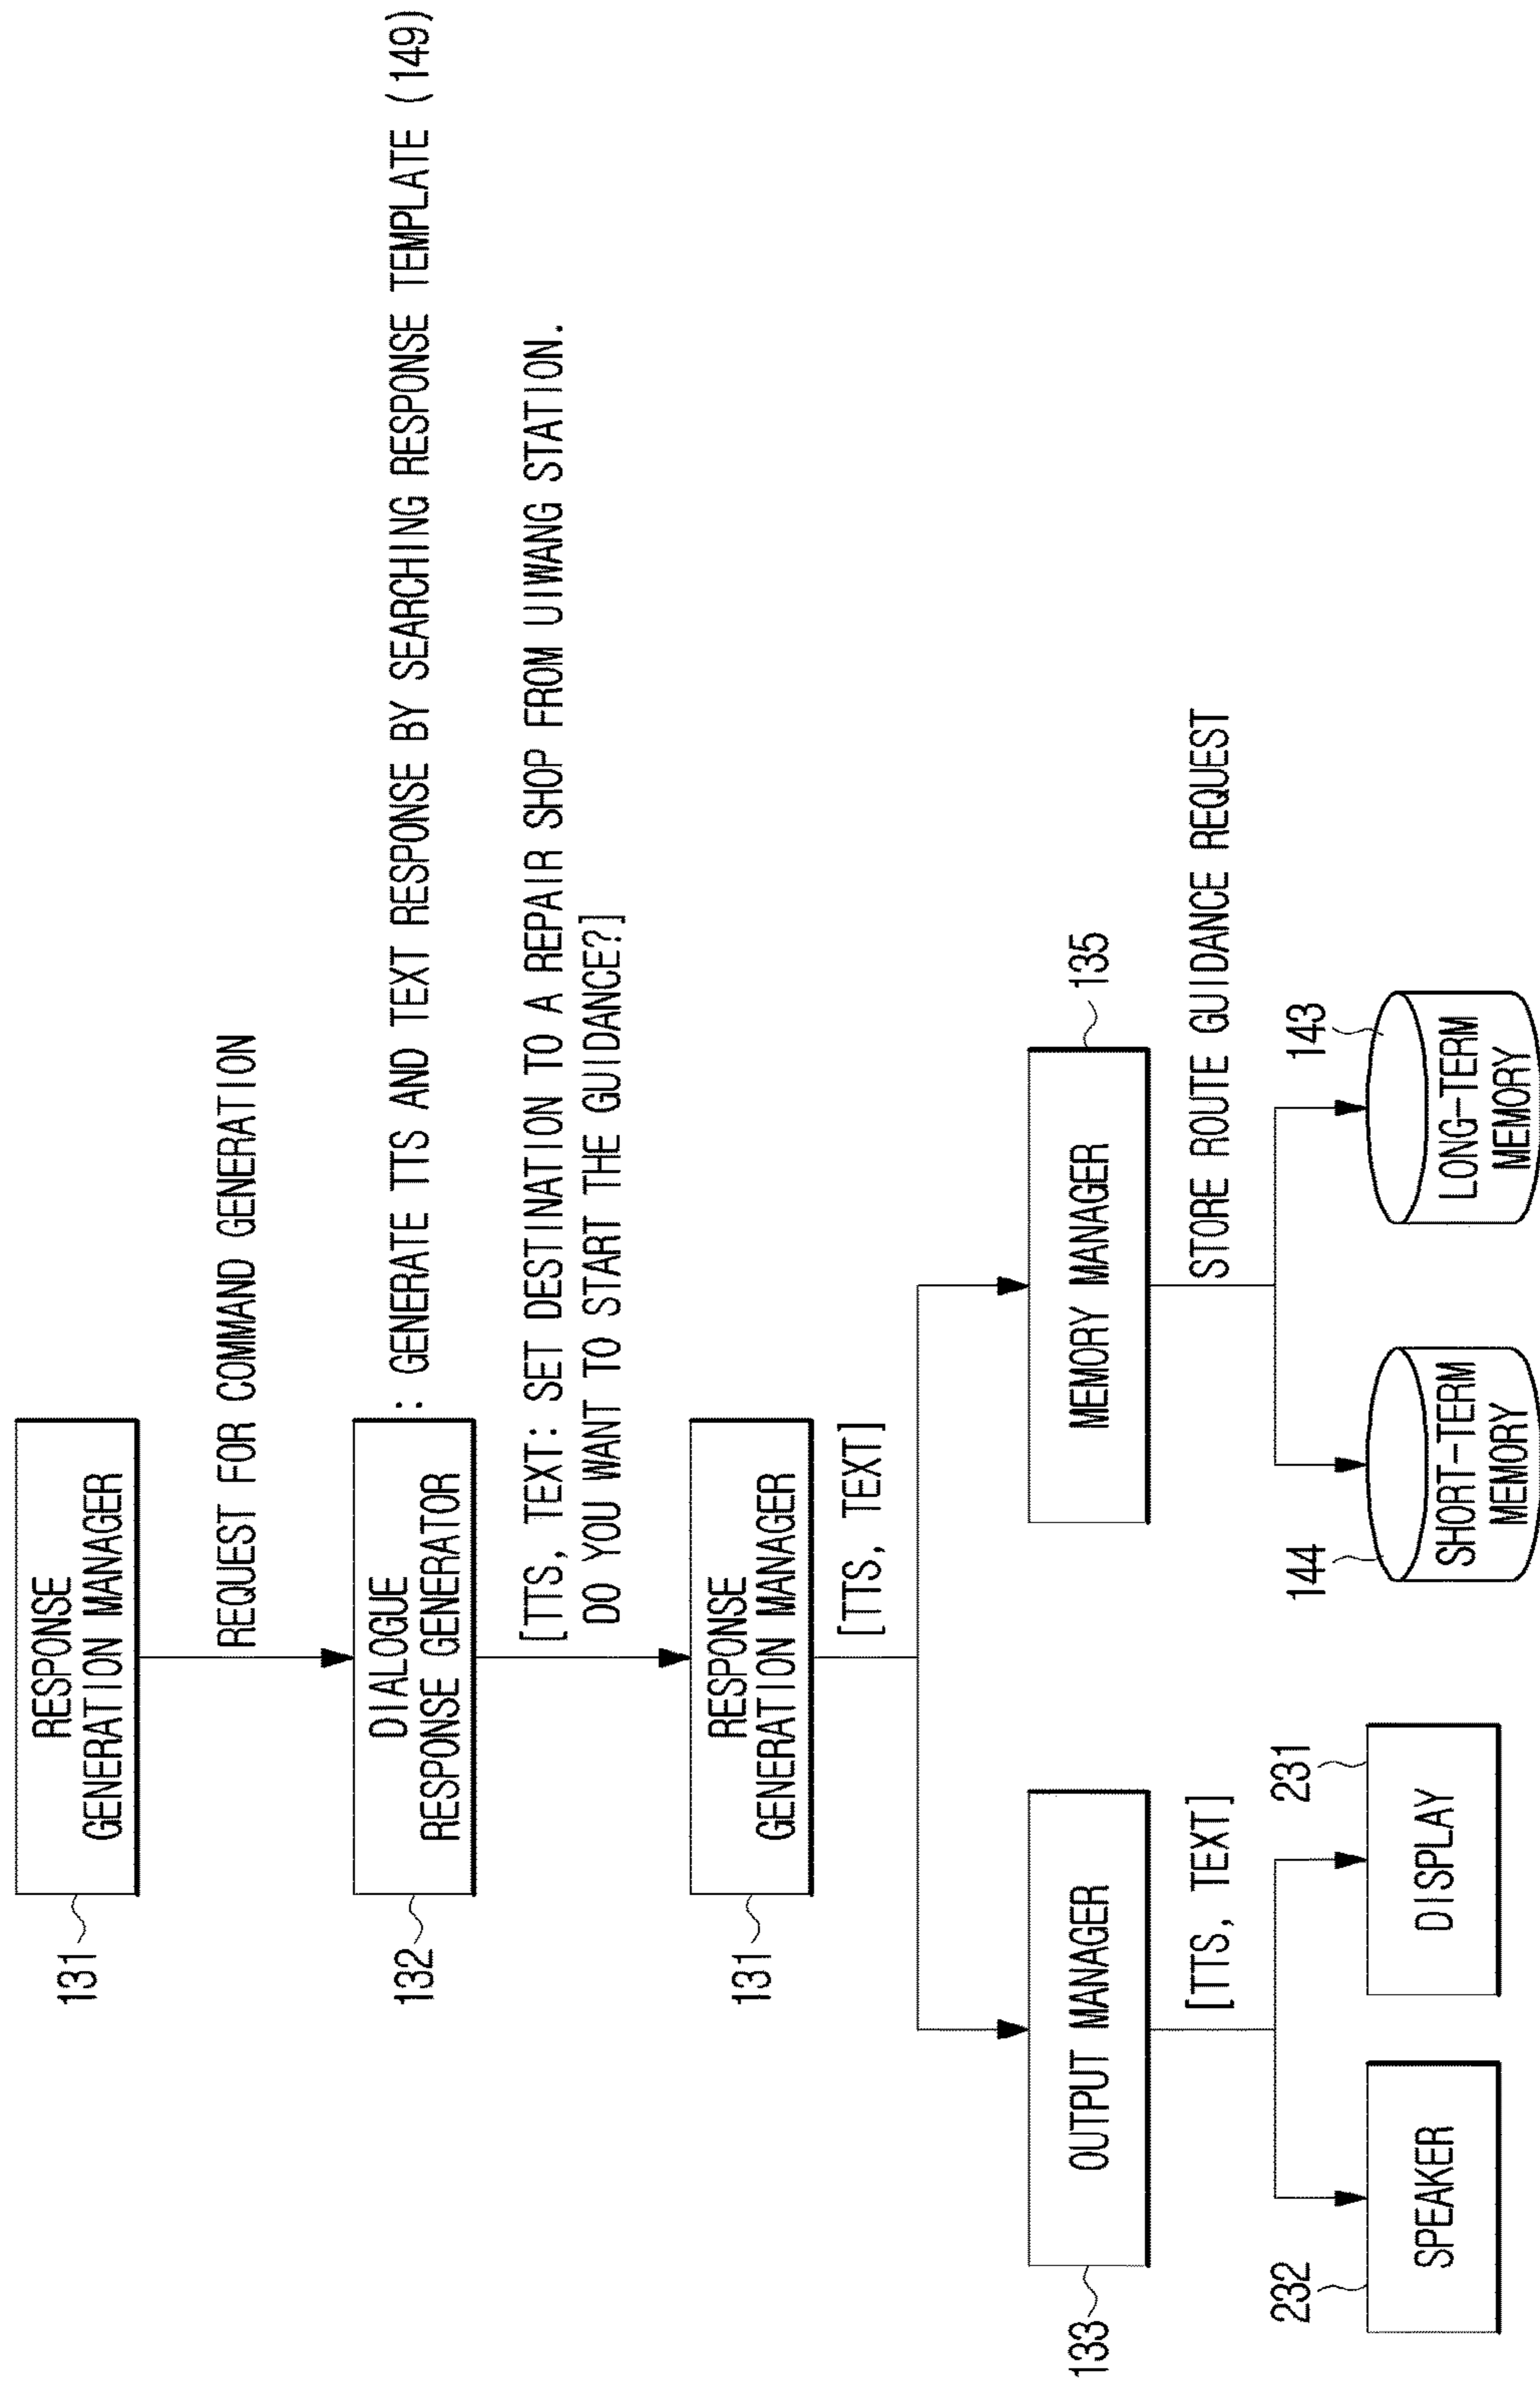 131
RESPONSE
GENERATION MANAGER
REQUEST FOR COMMAND GENERATION
132
DIALOGUE
RESPONSE GENERATOR
: GENERATE TTS AND TEXT RESPONSE BY SEARCHING RESPONSE TEMPLATE (149)
[TTS, TEXT: SET DESTINATION TO A REPAIR SHOP FROM UIWANG STATION.
DO YOU WANT TO START THE GUIDANCE?]
131
RESPONSE
GENERATION MANAGER
[TTS, TEXT]
133
OUTPUT MANAGER
MEMORY MANAGER
135
[TTS, TEXT]
STORE ROUTE GUIDANCE REQUEST
232
SPEAKER
231
DISPLAY
144
SHORT-TERM
MEMORY
143
LONG-TERM
MEMORY